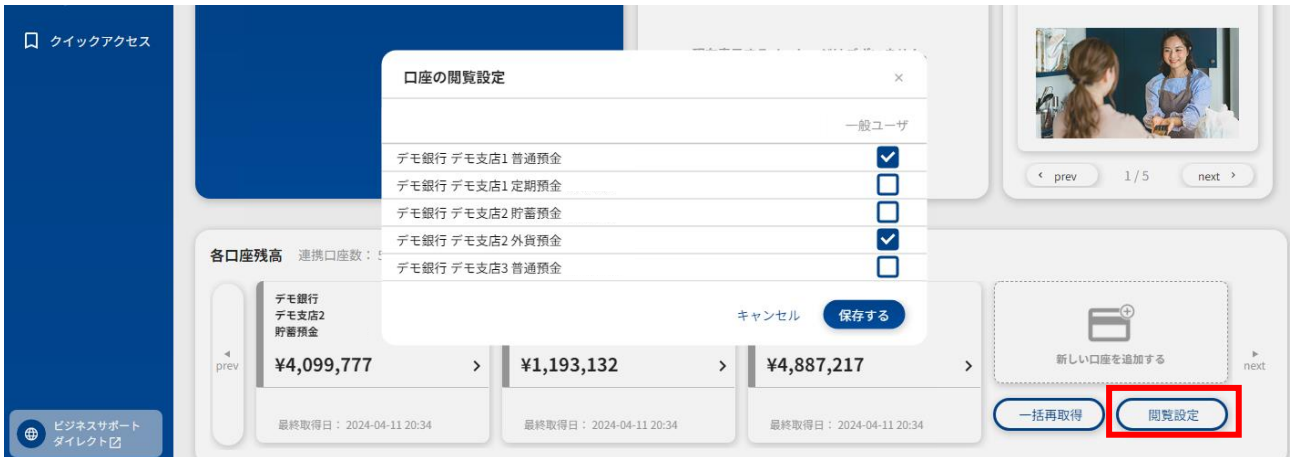 クイックアクセス
口座の閲覧設定
×
一般ユーザ
デモ銀行 デモ支店1 普通預金
デモ銀行 デモ支店1 定期預金
デモ銀行 デモ支店2 貯蓄預金
デモ銀行 デモ支店2 外貨預金
デモ銀行 デモ支店3 普通預金
キャンセル
保存する
prev
1 / 5
next
各口座残高 連携口座数：
デモ銀行
デモ支店2
貯蓄預金
¥4,099,777
最終取得日： 2024-04-11 20:34
¥1,193,132
最終取得日： 2024-04-11 20:34
¥4,887,217
最終取得日： 2024-04-11 20:34
prev
新しい口座を追加する
next
一括再取得
閲覧設定
ビジネスサポート
ダイレクト